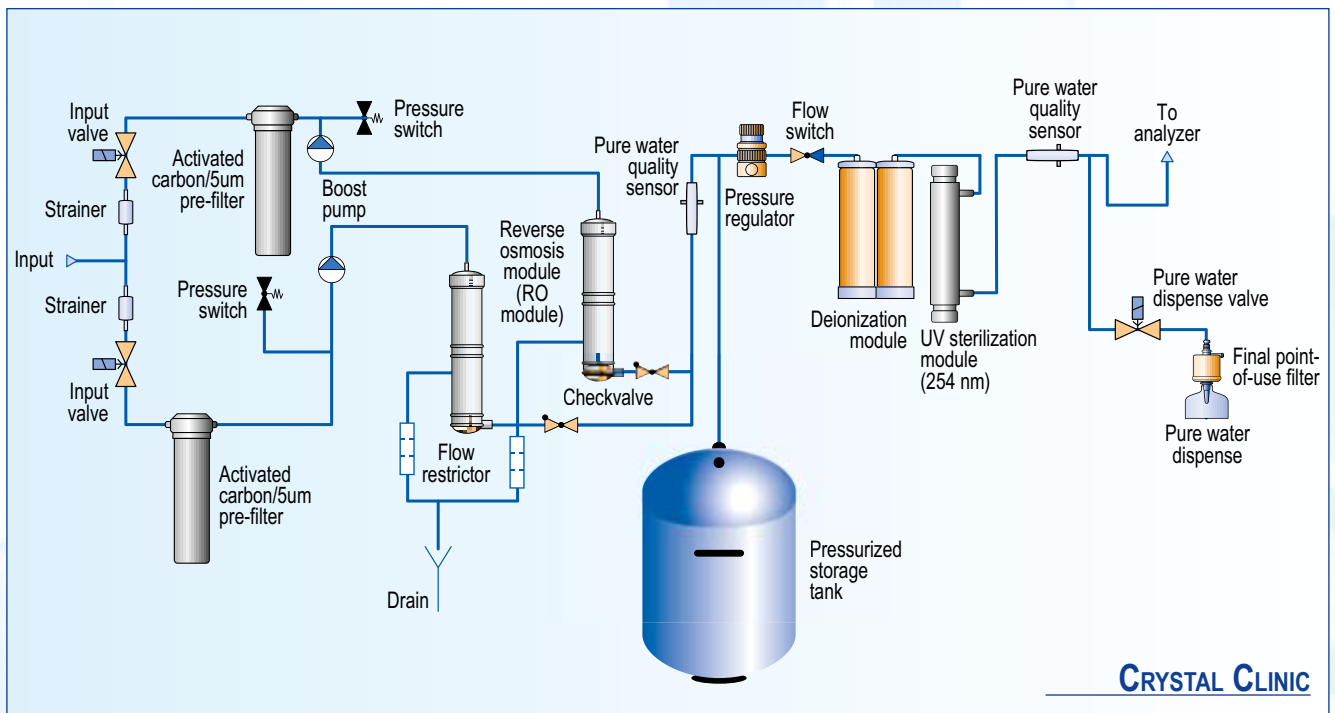 Input
valve
Strainer
Input
Strainer
Input
valve
Activated
carbon/5um
pre-filter
Pressure
switch
Boost
pump
Pressure
switch
Activated
carbon/5um
pre-filter
Reverse
osmosis
module
(RO
module)
Flow
restrictor
Drain
Checkvalve
Pure water
quality
sensor
Pressure
regulator
Flow
switch
Deionization
module
UV sterilization
module
(254 nm)
Pressurized
storage
tank
Pure water
quality
sensor
To
analyzer
Pure water
dispense valve
Final point-
of-use filter
Pure water
dispense
CRYSTAL CLINIC